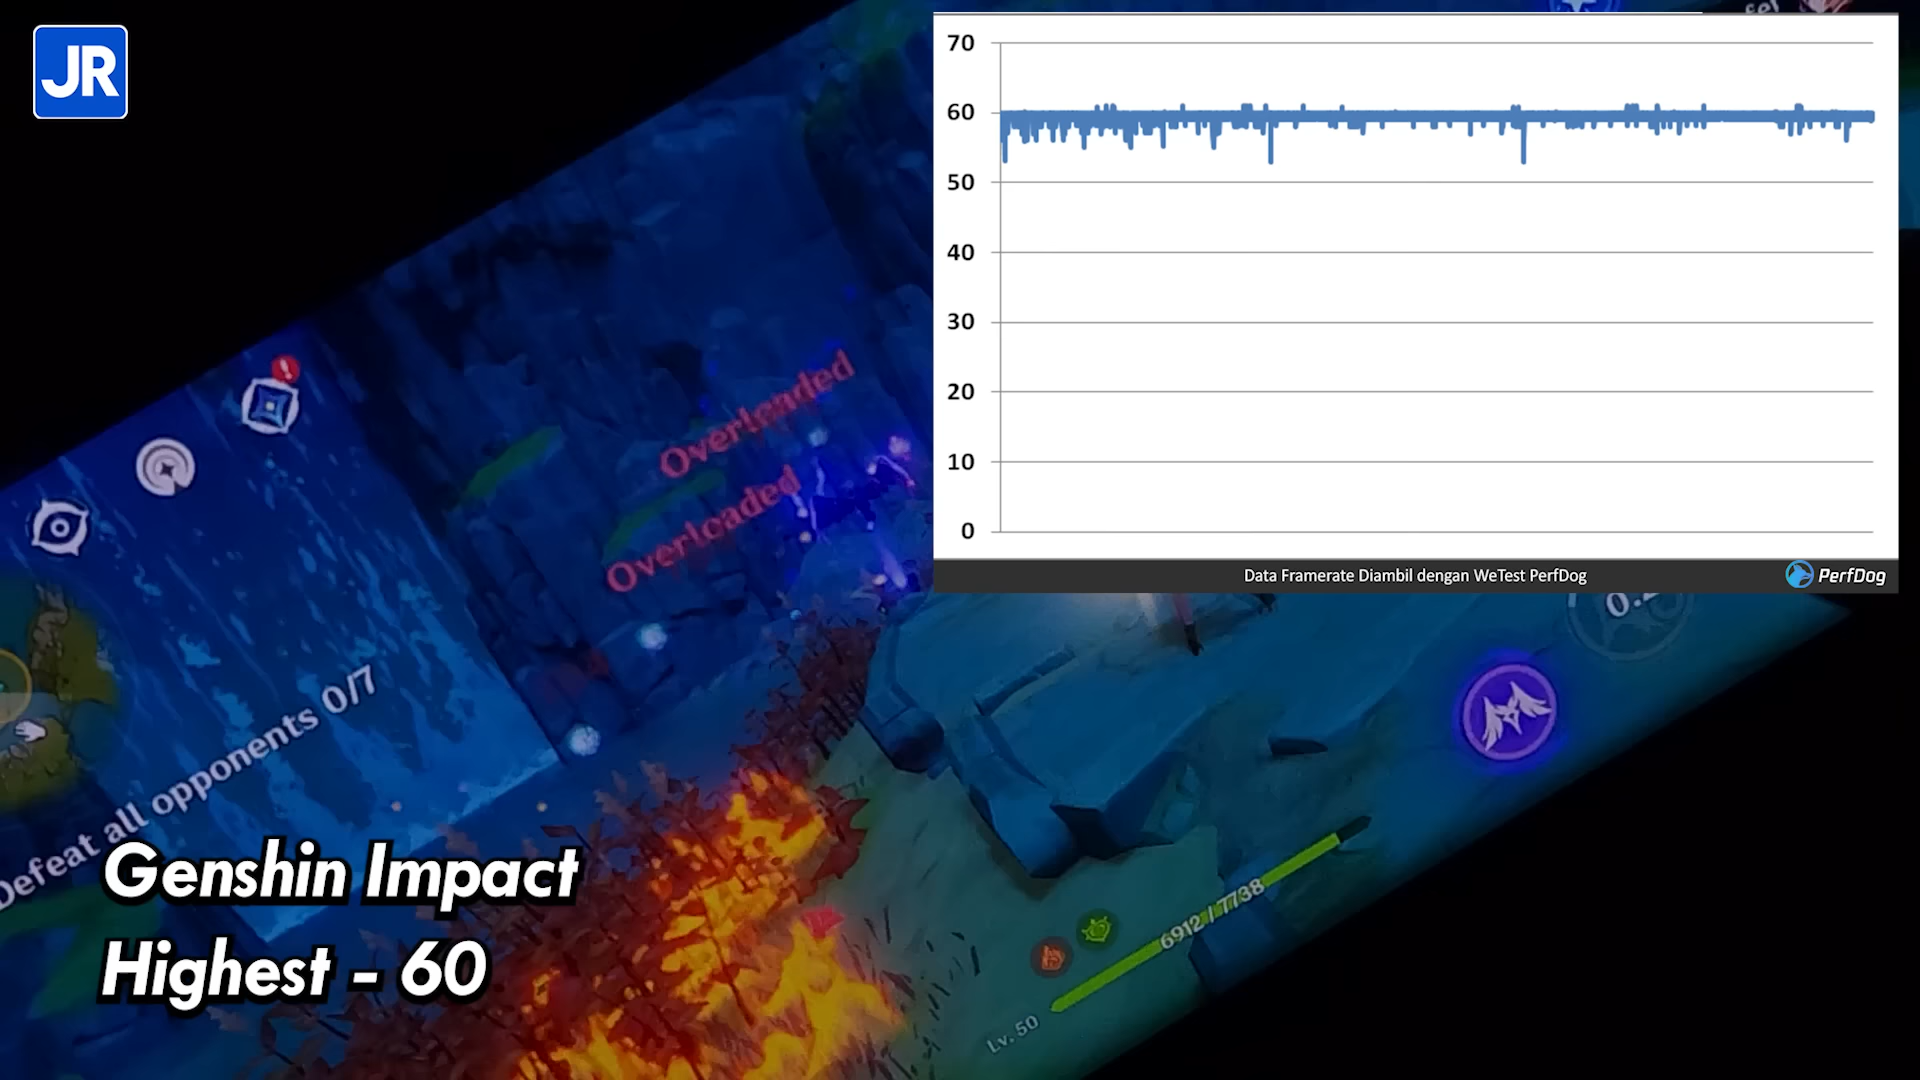 JR
70
60
50
40
30
20
10
0
Data Framerate Diambil dengan WeTest PerfDog
PerfDog
Overloaded
Overloaded
Defeat all opponents 0/7
6912 / 7738
Lv. 50
Genshin Impact
Highest - 60